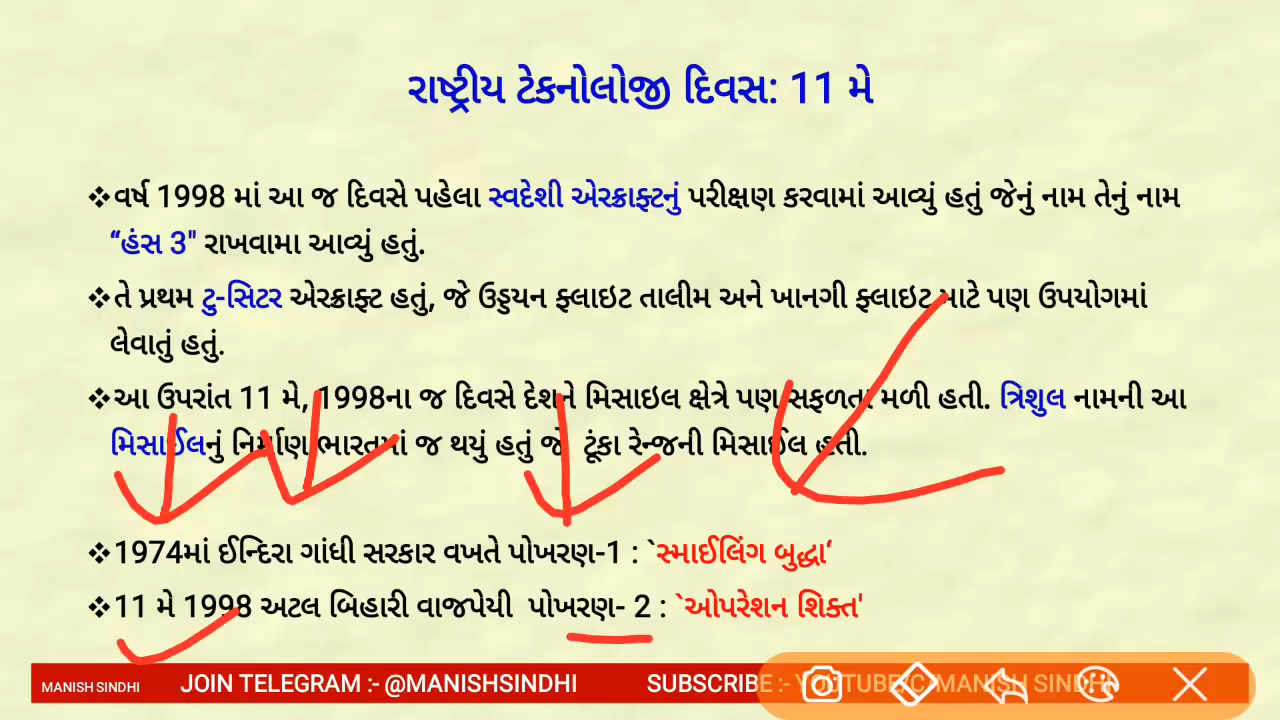 રાષ્ટ્રીય ટેકનોલોજી દિવસ: 11 મે
❖વર્ષ 1998 માં આ જ દિવસે પહેલા સ્વદેશી એરક્રાફ્ટનું પરીક્ષણ કરવામાં આવ્યું હતું જેનું નામ તેનું નામ
“હંસ 3" રાખવામા આવ્યું હતું.
❖તે પ્રથમ ટુ-સિટર એરક્રાફ્ટ હતું, જે ઉડ્ડયન ફ્લાઇટ તાલીમ અને ખાનગી ફ્લાઇટ માટે પણ ઉપયોગમાં
લેવાતું હતું.
❖આ ઉપરાંત 11 મે, 1998ના જ દિવસે દેશને મિસાઇલ ક્ષેત્રે પણ સફળતા મળી હતી. ત્રિશુલ નામની આ
મિસાઈલનું નિર્માણ ભારતમાં જ થયું હતું જે ટૂંકા રેન્જની મિસાઈલ હતી.
❖1974માં ઈન્દિરા ગાંધી સરકાર વખતે પોખરણ-1 : `સ્માઈલિંગ બુદ્ધા‘
❖11 મે 1998 અટલ બિહારી વાજપેયી પોખરણ- 2 : `ઓપરેશન શિક્ત'
MANISH SINDHI JOIN TELEGRAM :- @MANISHSINDHI SUBSCRIBE :- YOUTUBE/C/MANISH SINDHI